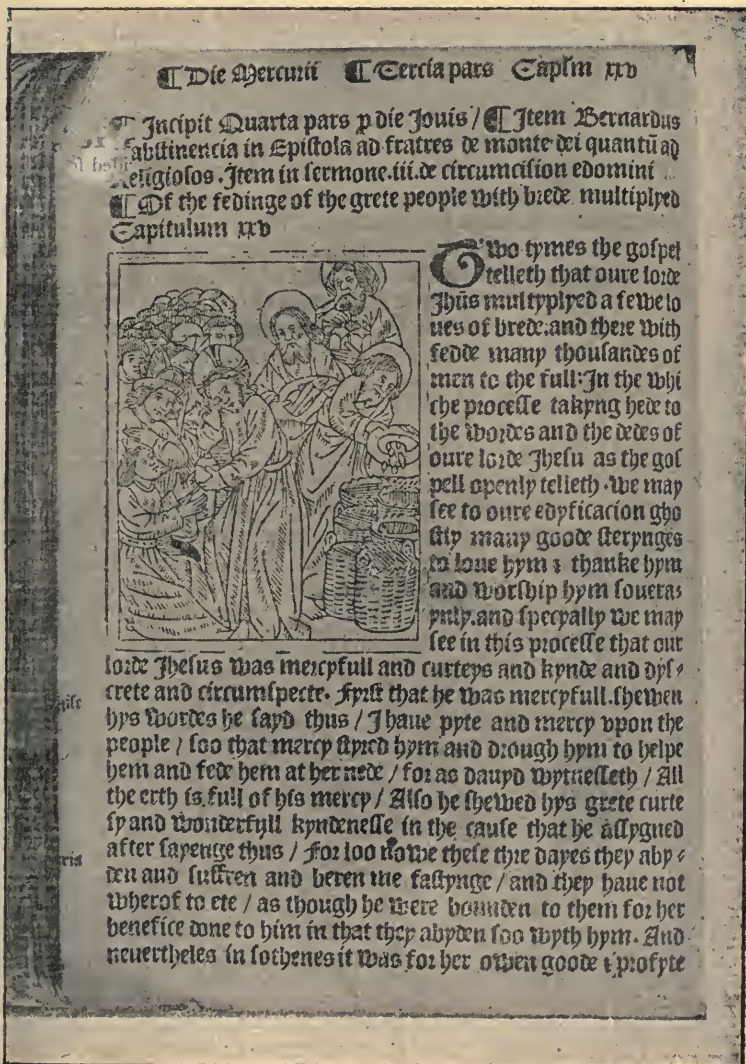 ¶ Die Mercurii ¶ Tercia pars Caplm xxv
¶ Incipit Quarta pars p die Jouis / ¶ Item Bernardus
abstinencia in Epistola ad fratres de monte dei quantū ad
Religiosos. Item in sermone.iii.de circumcision edomini
¶ Of the fedinge of the grete people with brede multiplyed
Capitulum xxv
Two tymes the gospel
telleth that oure lorde
Jhūs multyplyed a fewe lo
ues of brede.and there with
fedde many thousandes of
men to the full:In the whi
che processe takyng hede to
the wordes and the dedes of
oure lorde Jhesu as the gos
pell openly telleth.we may
see to oure edyficacion gho
stly many goode sterynges
to loue hym ⁊ thanke hym
and worship hym souera⸗
ynly.and specyally we may
see in this processe that our
lorde Jhesus was mercyfull and curteys and kynde and dys⸗
crete and circumspecte. Fyrst that he was mercyfull.shewen
hys wordes he sayd thus / I haue pyte and mercy vpon the
people / soo that mercy styred hym and drough hym to helpe
hem and fede hem at her nede / for as dauyd wytnesseth / All
the erth is full of his mercy / Also he shewed hys grete curte
sy and wonderfull kyndenesse in the cause that he assygned
after sayenge thus / For loo nowe these thre dayes they aby⸗
den and suffren and beren me fastynge / and they haue not
wherof to ete / as though he were bounden to them for her
benefice done to him in that they abyden soo wyth hym. And
neuertheles in sothenes it was for her owen goode ⁊ profyte